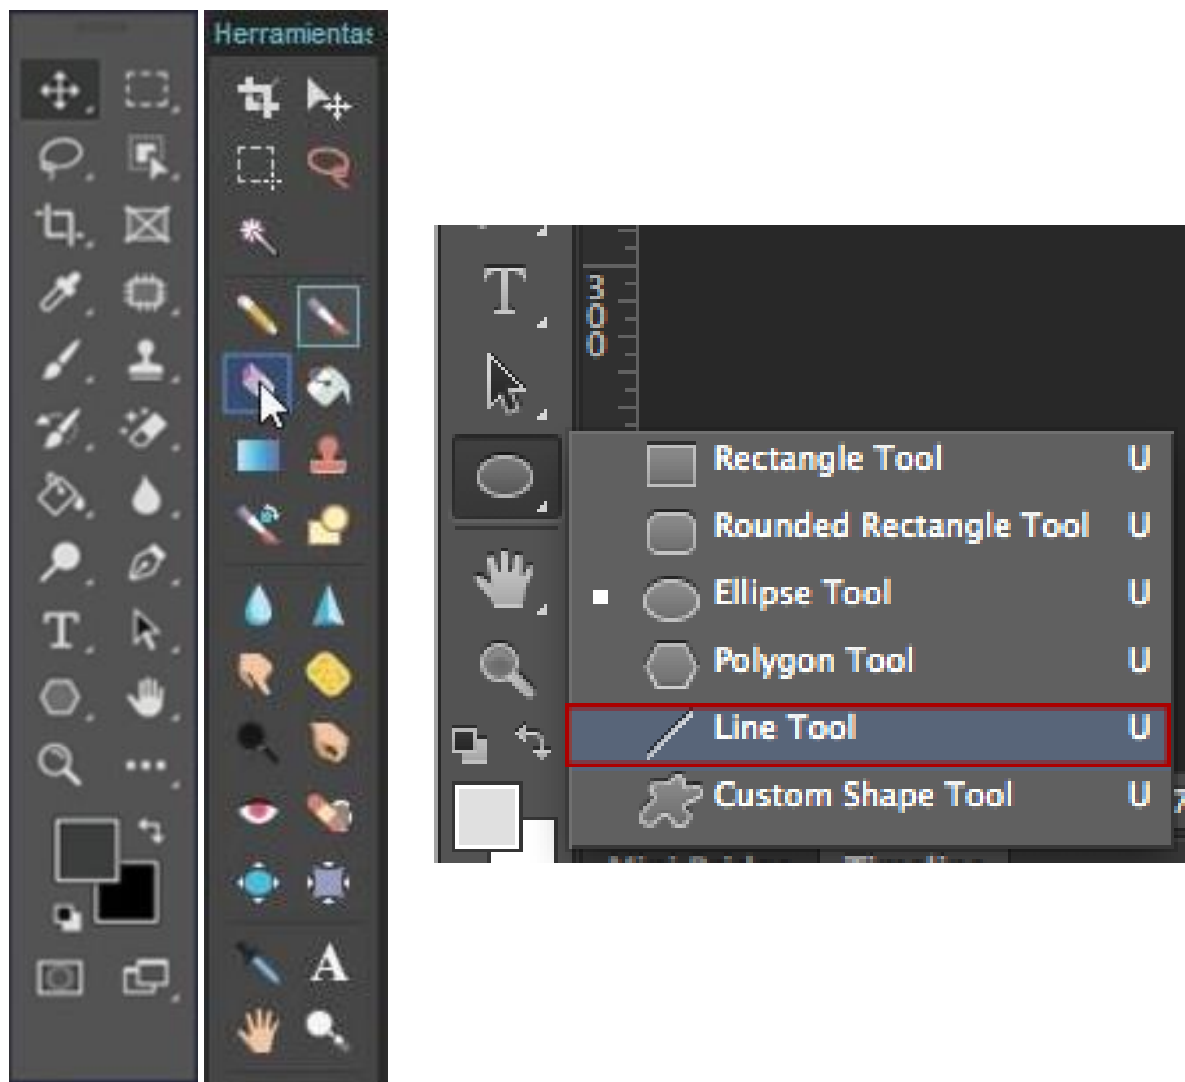 Herramientas
T
A
T
300
Rectangle Tool U
Rounded Rectangle Tool U
Ellipse Tool U
Polygon Tool U
Line Tool U
Custom Shape Tool U